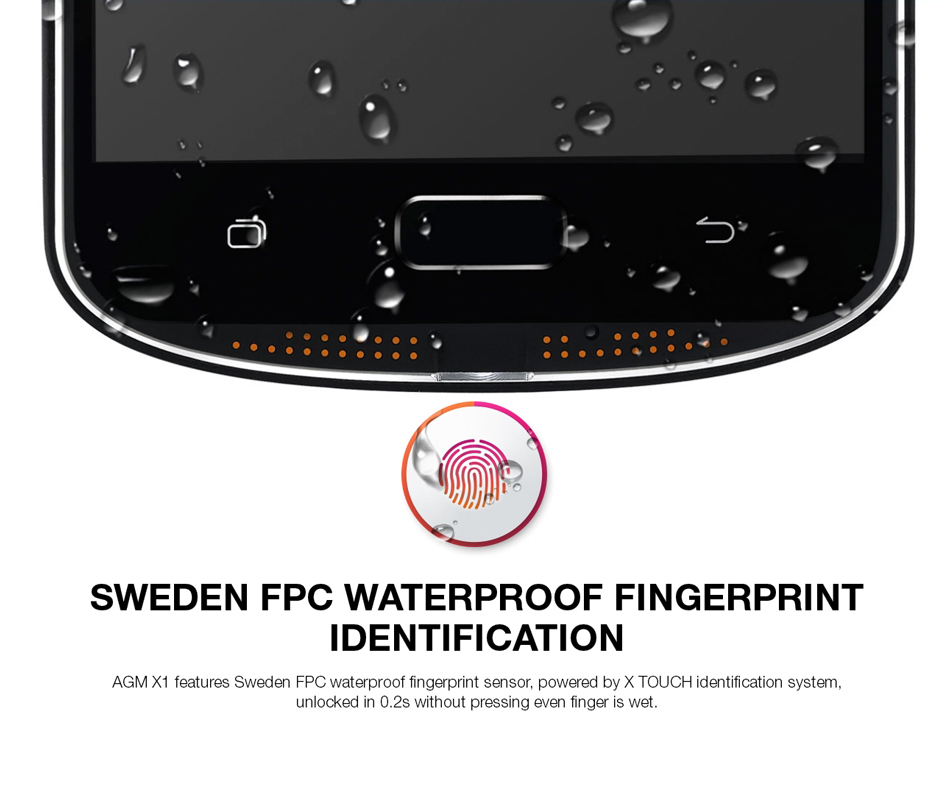 SWEDEN FPC WATERPROOF FINGERPRINT
IDENTIFICATION
AGM X1 features Sweden FPC waterproof fingerprint sensor, powered by X TOUCH identification system,
unlocked in 0.2s without pressing even finger is wet.